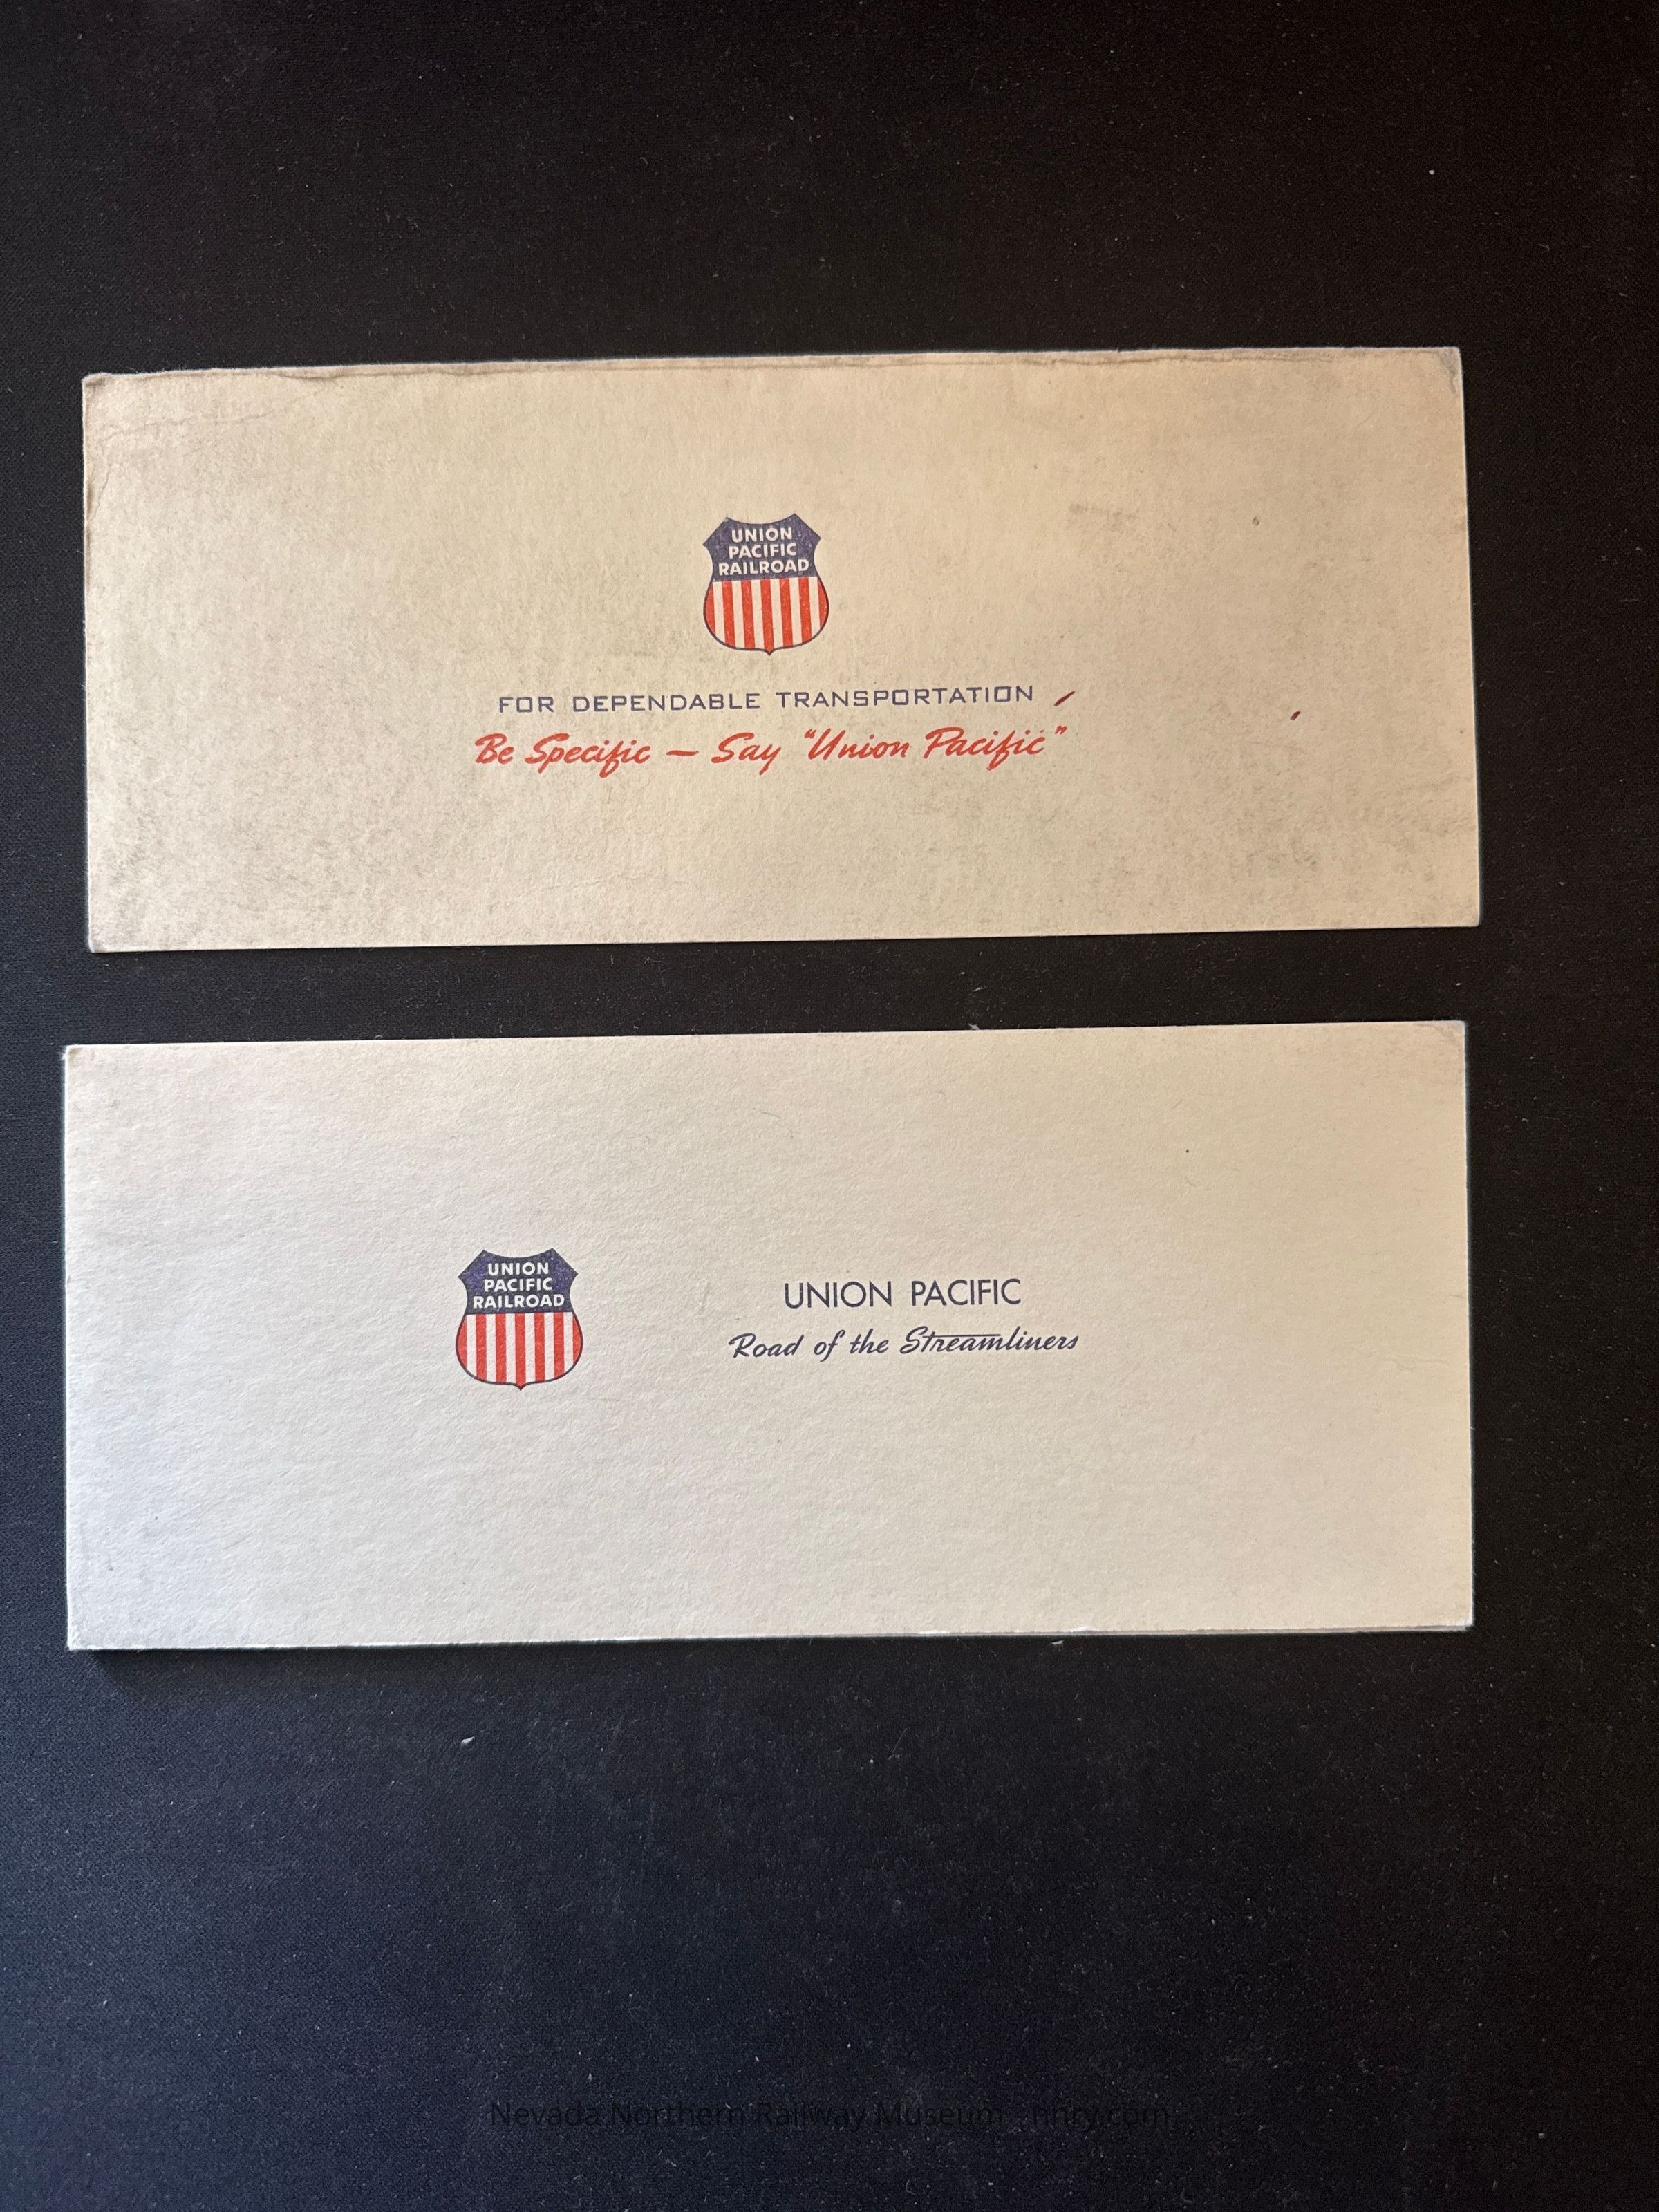 UNION
PACIFIC
RAILROAD
FOR DEPENDABLE TRANSPORTATION
Be Specific — Say "Union Pacific"
UNION
PACIFIC
RAILROAD
UNION PACIFIC
Road of the Streamliners
Nevada Northern Railway Museum - nnry.com